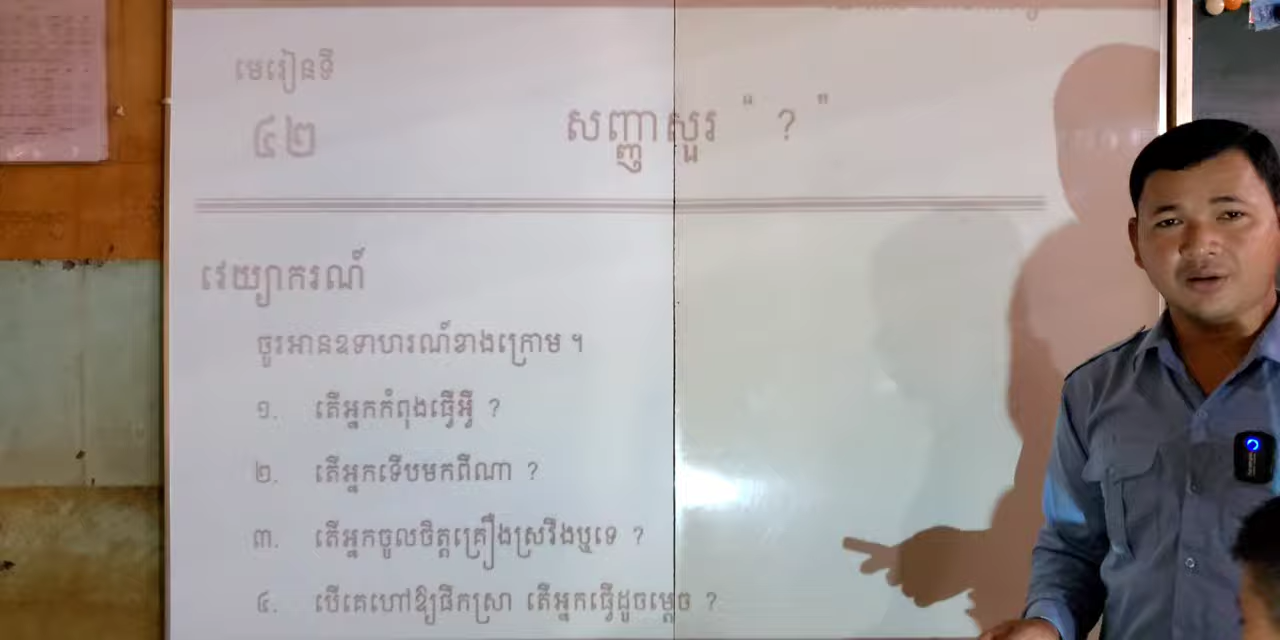 មេរៀនទី
៤២
សញ្ញាសួរ " ? "
វេយ្យាករណ៍
ចូរអានឧទាហរណ៍ខាងក្រោម ។
១. តើអ្នកកំពុងធ្វើអ្វី ?
២. តើអ្នកទើបមកពីណា ?
៣. តើអ្នកចូលចិត្តគ្រឿងស្រវឹងឬទេ ?
៤. បើគេហៅឱ្យផឹកស្រា តើអ្នកធ្វើដូចម្ដេច ?